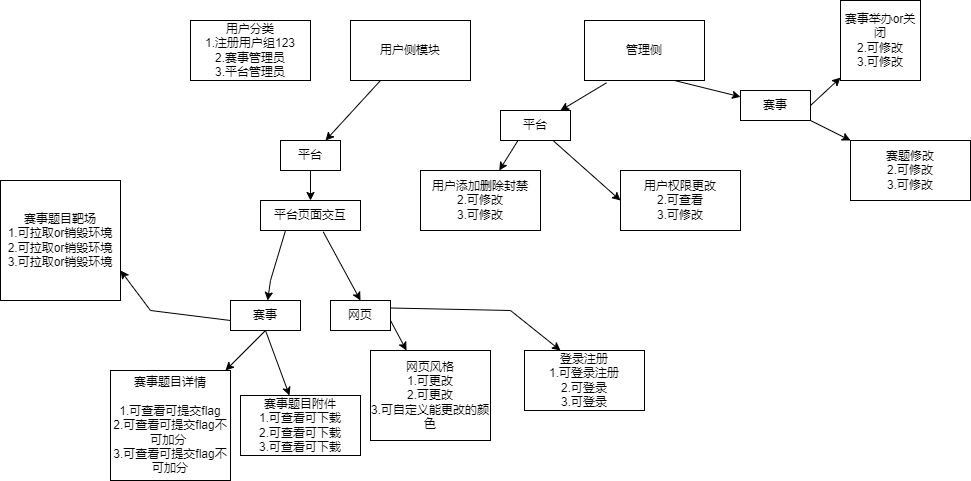 用户分类
1.注册用户组123
2.赛事管理员
3.平台管理员
用户侧模块
管理侧
赛事举办or关
闭
2.可修改
3.可修改
赛事
平台
平台
赛题修改
2.可修改
3.可修改
用户添加删除封禁
2.可修改
3.可修改
用户权限更改
2.可查看
3.可修改
平台页面交互
赛事题目靶场
1.可拉取or销毁环境
2.可拉取or销毁环境
3.可拉取or销毁环境
赛事
网页
赛事题目详情
1.可查看可提交flag
2.可查看可提交flag不
可加分
3.可查看可提交flag不
可加分
赛事题目附件
1.可查看可下载
2.可查看可下载
3.可查看可下载
网页风格
1.可更改
2.可更改
3.可自定义能更改的颜
色
登录注册
1.可登录注册
2.可登录
3.可登录